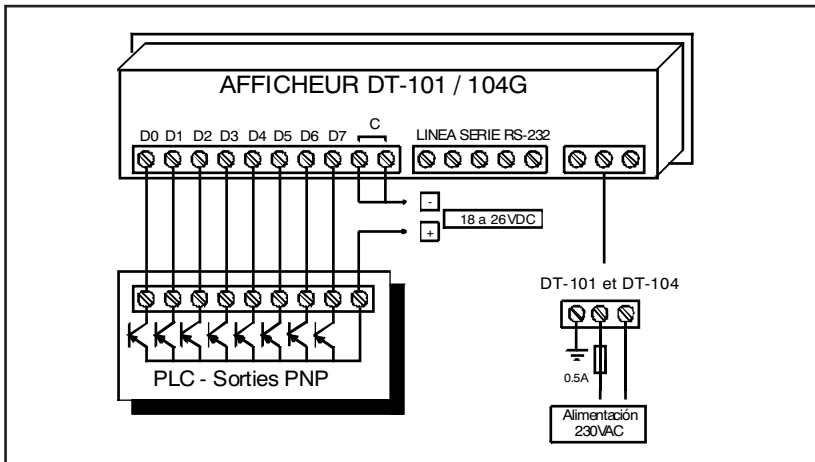 AFFICHEUR DT-101 / 104G
D0 D1 D2 D3 D4 D5 D6 D7 C
LINEA SERIE RS-232
-
18 a 26VDC
+
DT-101 et DT-104
0.5A
PLC - Sorties PNP
Alimentación
230VAC